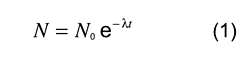 N = N₀ e^{−λt} (1)